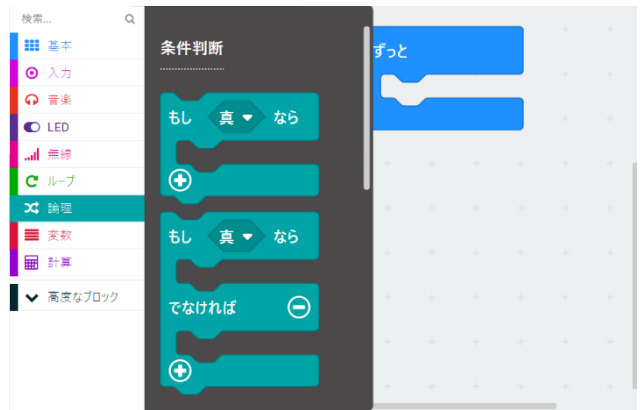 検索...
基本
入力
音楽
LED
無線
ループ
論理
変数
計算
高度なブロック
条件判断
もし 真 なら
もし 真 なら
でなければ
ずっと